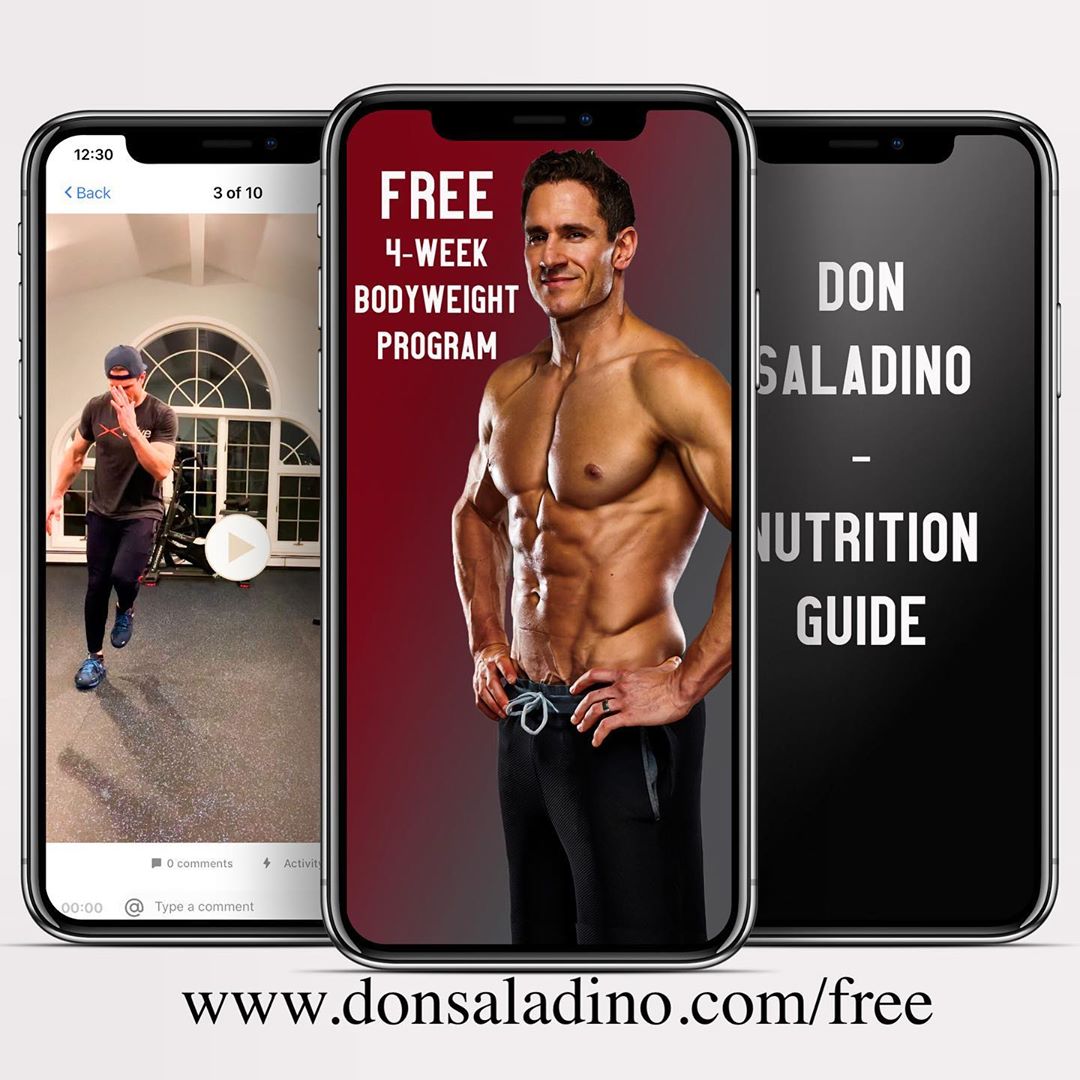 12:30
Back
3 of 10
0 comments
Activity
00:00
Type a comment
FREE
4-WEEK
BODYWEIGHT
PROGRAM
DON
SALADINO
-
NUTRITION
GUIDE
www.donsaladino.com/free